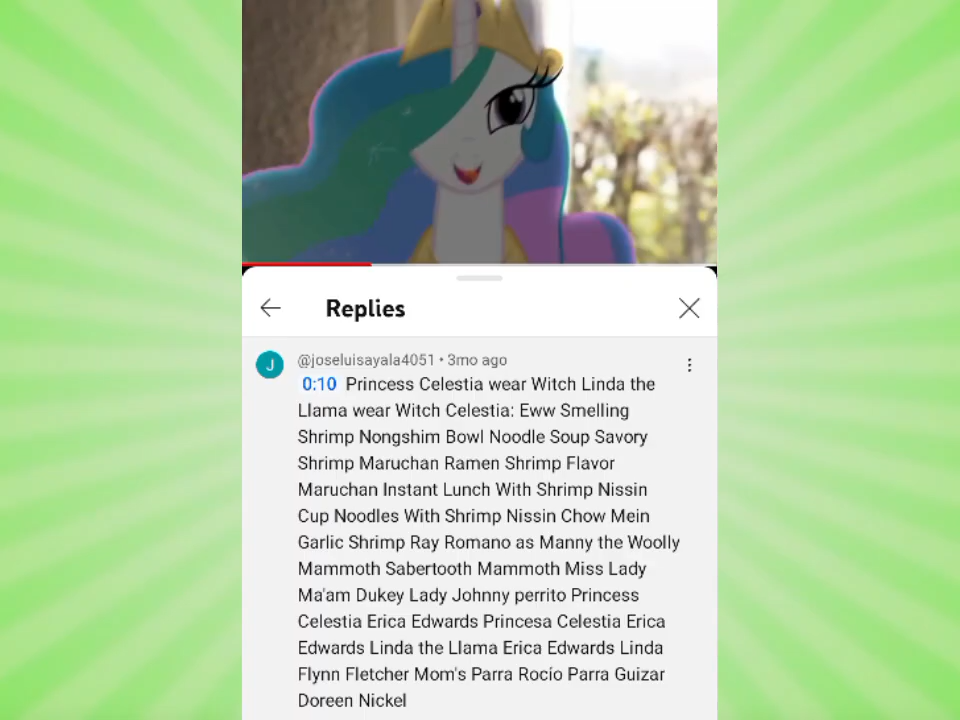 Replies
J
@joseluisayala4051 • 3mo ago
0:10 Princess Celestia wear Witch Linda the
Llama wear Witch Celestia: Eww Smelling
Shrimp Nongshim Bowl Noodle Soup Savory
Shrimp Maruchan Ramen Shrimp Flavor
Maruchan Instant Lunch With Shrimp Nissin
Cup Noodles With Shrimp Nissin Chow Mein
Garlic Shrimp Ray Romano as Manny the Woolly
Mammoth Sabertooth Mammoth Miss Lady
Ma'am Dukey Lady Johnny perrito Princess
Celestia Erica Edwards Princesa Celestia Erica
Edwards Linda the Llama Erica Edwards Linda
Flynn Fletcher Mom's Parra Rocío Parra Guizar
Doreen Nickel